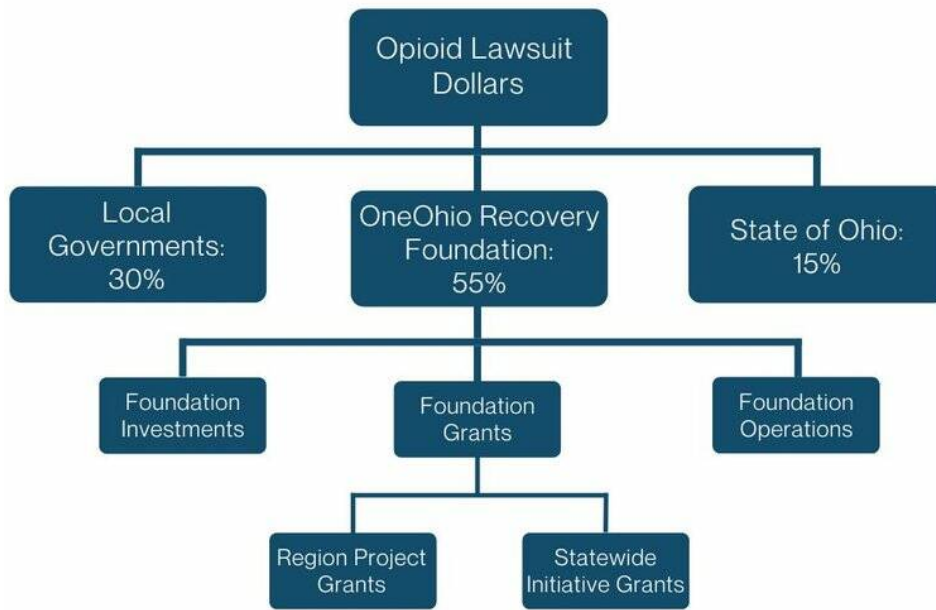 Opioid Lawsuit
Dollars
Local
Governments:
30%
OneOhio Recovery
Foundation:
55%
State of Ohio:
15%
Foundation
Investments
Foundation
Grants
Foundation
Operations
Region Project
Grants
Statewide
Initiative Grants